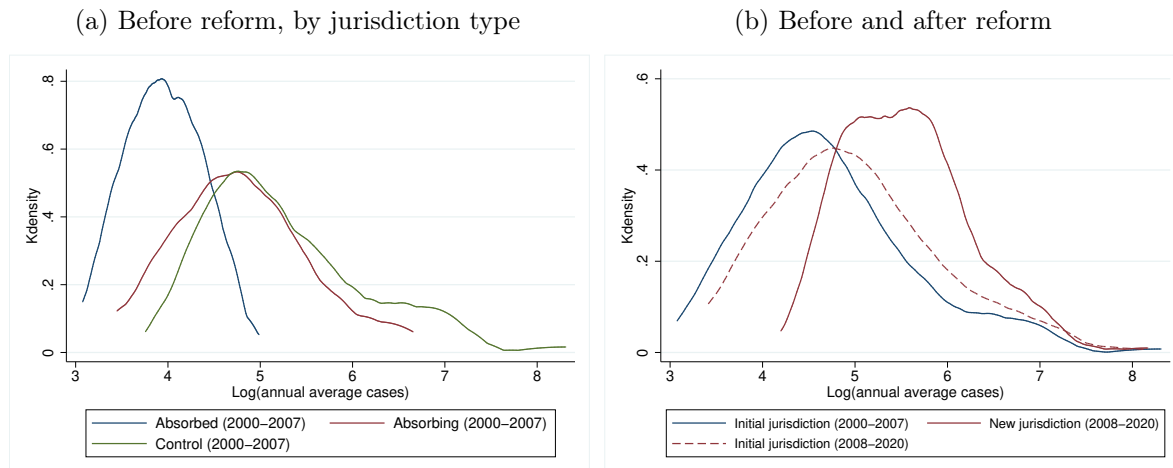 (a) Before reform, by jurisdiction type
.8
.6
.4
.2
0
Kdensity
3 4 5 6 7 8
Log(annual average cases)
Absorbed (2000−2007) Absorbing (2000−2007)
Control (2000−2007)
(b) Before and after reform
.6
.4
.2
0
Kdensity
3 4 5 6 7 8
Log(annual average cases)
Initial jurisdiction (2000−2007) New jurisdiction (2008−2020)
Initial jurisdiction (2008−2020)